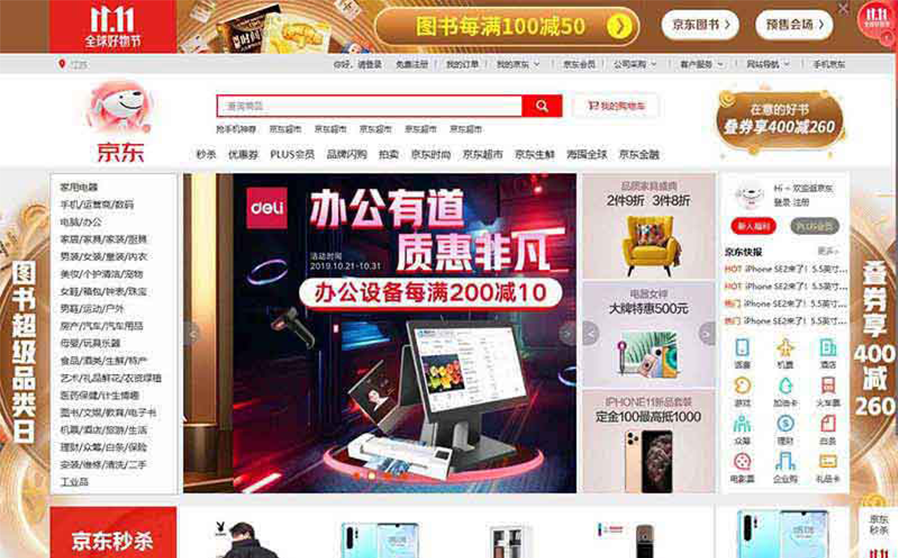 11.11
全球好物节
图书每满100减50
京东图书
预售会场
11.11
江苏
你好，请登录
免费注册
我的订单
我的京东
京东会员
公司采购
客户服务
网站导航
手机京东
京东
我的购物车
京东超市
京东超市
京东超市
京东超市
京东超市
秒杀
优惠券
PLUS会员
品牌闪购
拍卖
京东时尚
京东超市
京东生鲜
海囤全球
京东金融
在意的好书
叠券享400减260
图书超级品类日
家用电器
手机/运营商/数码
电脑/办公
家居/家具/家装/厨具
男装/女装/童装/内衣
美妆/个护清洁/宠物
女鞋/箱包/钟表/珠宝
男鞋/运动/户外
房产/汽车/汽车用品
母婴/玩具乐器
食品/酒类/生鲜/特产
艺术/礼品鲜花/农资绿植
医药保健/计生情趣
图书/文娱/教育/电子书
机票/酒店/旅游/生活
理财/众筹/白条/保险
安装/维修/清洗/二手
工业品
deli
办公有道
质惠非凡
活动时间
2019.10.21-10.31
办公设备每满200减10
品质家具盛典
2件9折 3件8折
电器女神
大牌特惠500元
IPHONE11新品套装
定金100最高抵1000
Hi ~ 欢迎逛京东
登录 注册
新人福利
PLUS会员
京东快报
更多>
HOT iPhone SE2来了！5.5英寸...
HOT iPhone SE2来了！5.5英寸...
热门 iPhone SE2来了！5.5英寸...
热门 iPhone SE2来了！5.5英寸...
话费
机票
酒店
游戏
加油卡
火车票
众筹
理财
白条
电影票
企业购
礼品卡
叠券享
400
减
260
京东秒杀
京东
秒杀